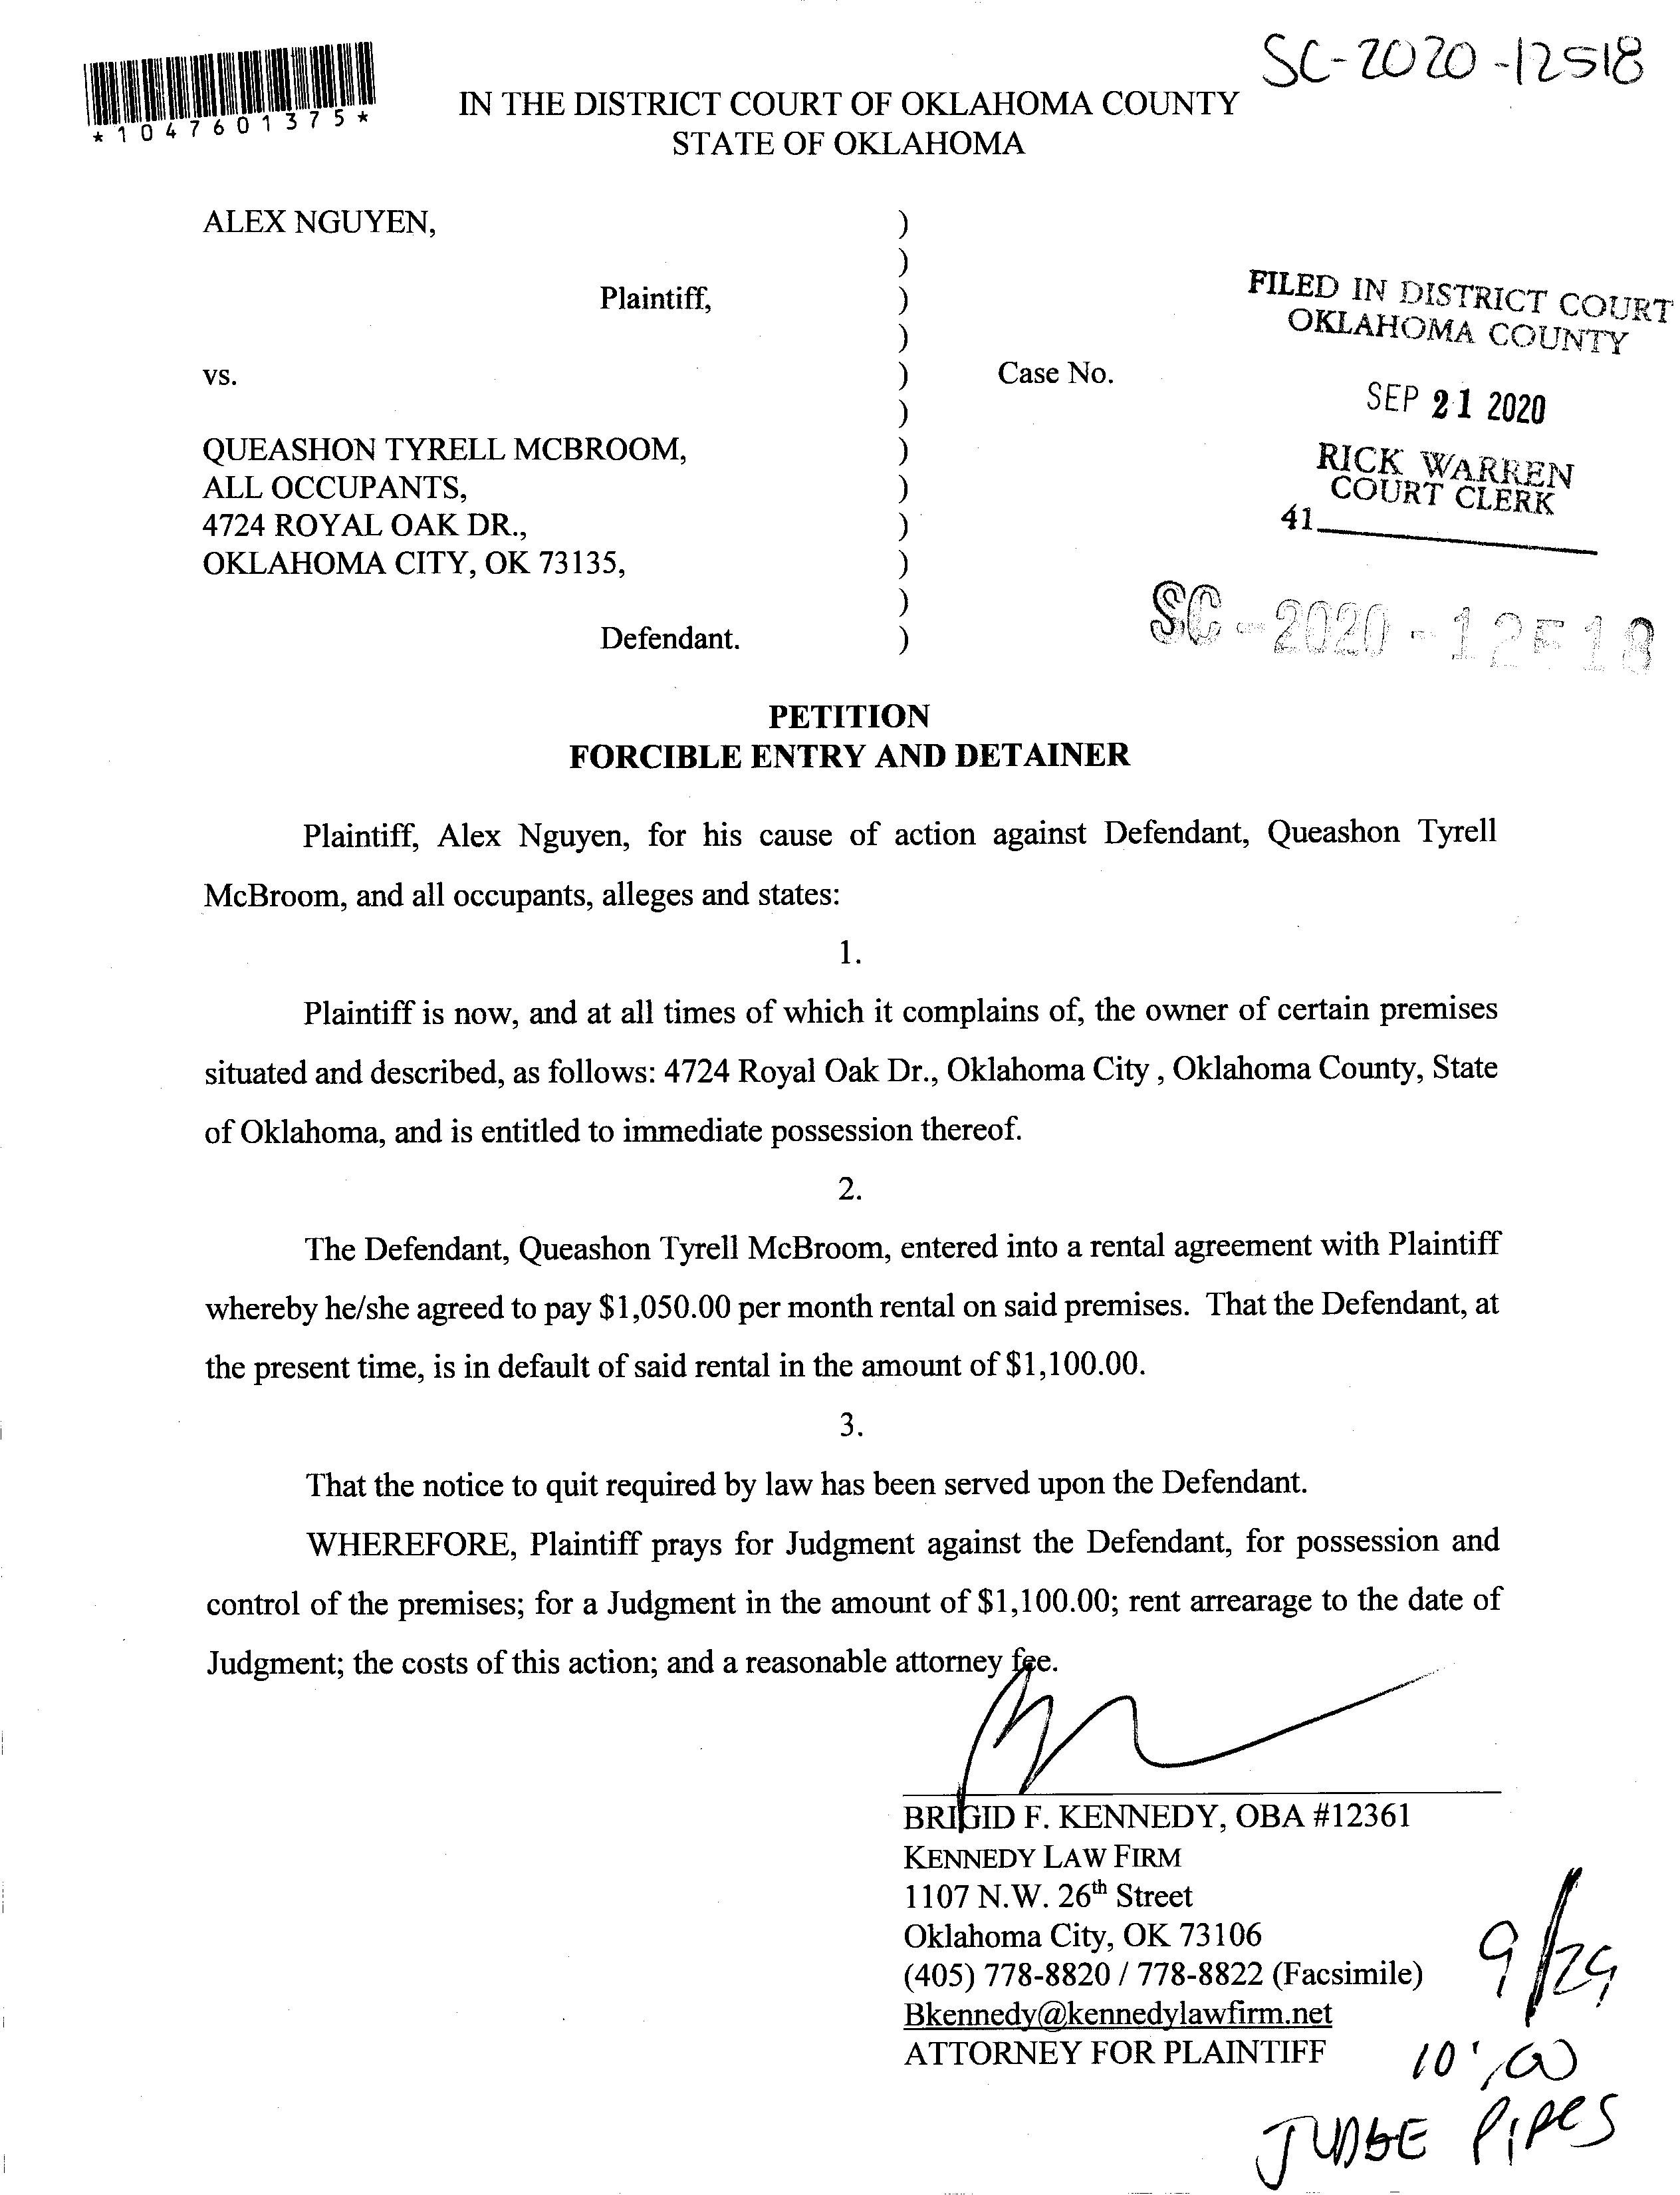 SC-2020-12518
*1047601375*
IN THE DISTRICT COURT OF OKLAHOMA COUNTY
STATE OF OKLAHOMA
ALEX NGUYEN, )
)
Plaintiff, )
)
vs. ) Case No.
)
QUEASHON TYRELL MCBROOM, )
ALL OCCUPANTS, )
4724 ROYAL OAK DR., )
OKLAHOMA CITY, OK 73135, )
)
Defendant. )
FILED IN DISTRICT COURT
OKLAHOMA COUNTY
SEP 21 2020
RICK WARREN
COURT CLERK
41
SC-2020-12518
PETITION
FORCIBLE ENTRY AND DETAINER
Plaintiff, Alex Nguyen, for his cause of action against Defendant, Queashon Tyrell
McBroom, and all occupants, alleges and states:
1.
Plaintiff is now, and at all times of which it complains of, the owner of certain premises
situated and described, as follows: 4724 Royal Oak Dr., Oklahoma City , Oklahoma County, State
of Oklahoma, and is entitled to immediate possession thereof.
2.
The Defendant, Queashon Tyrell McBroom, entered into a rental agreement with Plaintiff
whereby he/she agreed to pay $1,050.00 per month rental on said premises. That the Defendant, at
the present time, is in default of said rental in the amount of $1,100.00.
3.
That the notice to quit required by law has been served upon the Defendant.
WHEREFORE, Plaintiff prays for Judgment against the Defendant, for possession and
control of the premises; for a Judgment in the amount of $1,100.00; rent arrearage to the date of
Judgment; the costs of this action; and a reasonable attorney fee.
BRIGID F. KENNEDY, OBA #12361
KENNEDY LAW FIRM
1107 N.W. 26th Street
Oklahoma City, OK 73106
(405) 778-8820 / 778-8822 (Facsimile)
Bkennedy@kennedylawfirm.net
ATTORNEY FOR PLAINTIFF
9/29
10:00
JUDGE PIPES